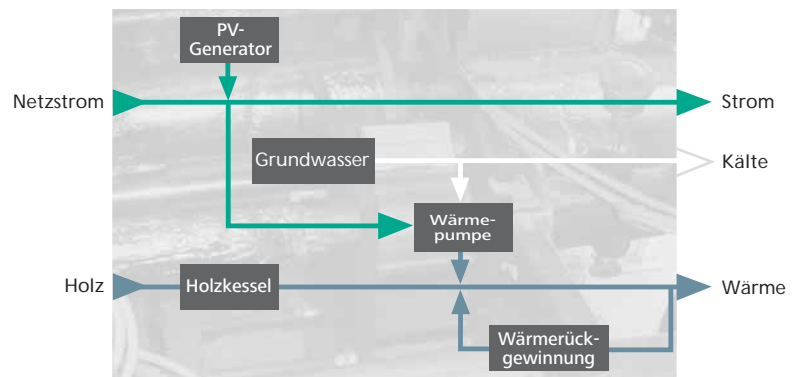 PV-
Generator
Netzstrom
Strom
Grundwasser
Kälte
Wärme-
pumpe
Holz
Holzkessel
Wärme
Wärmerück-
gewinnung